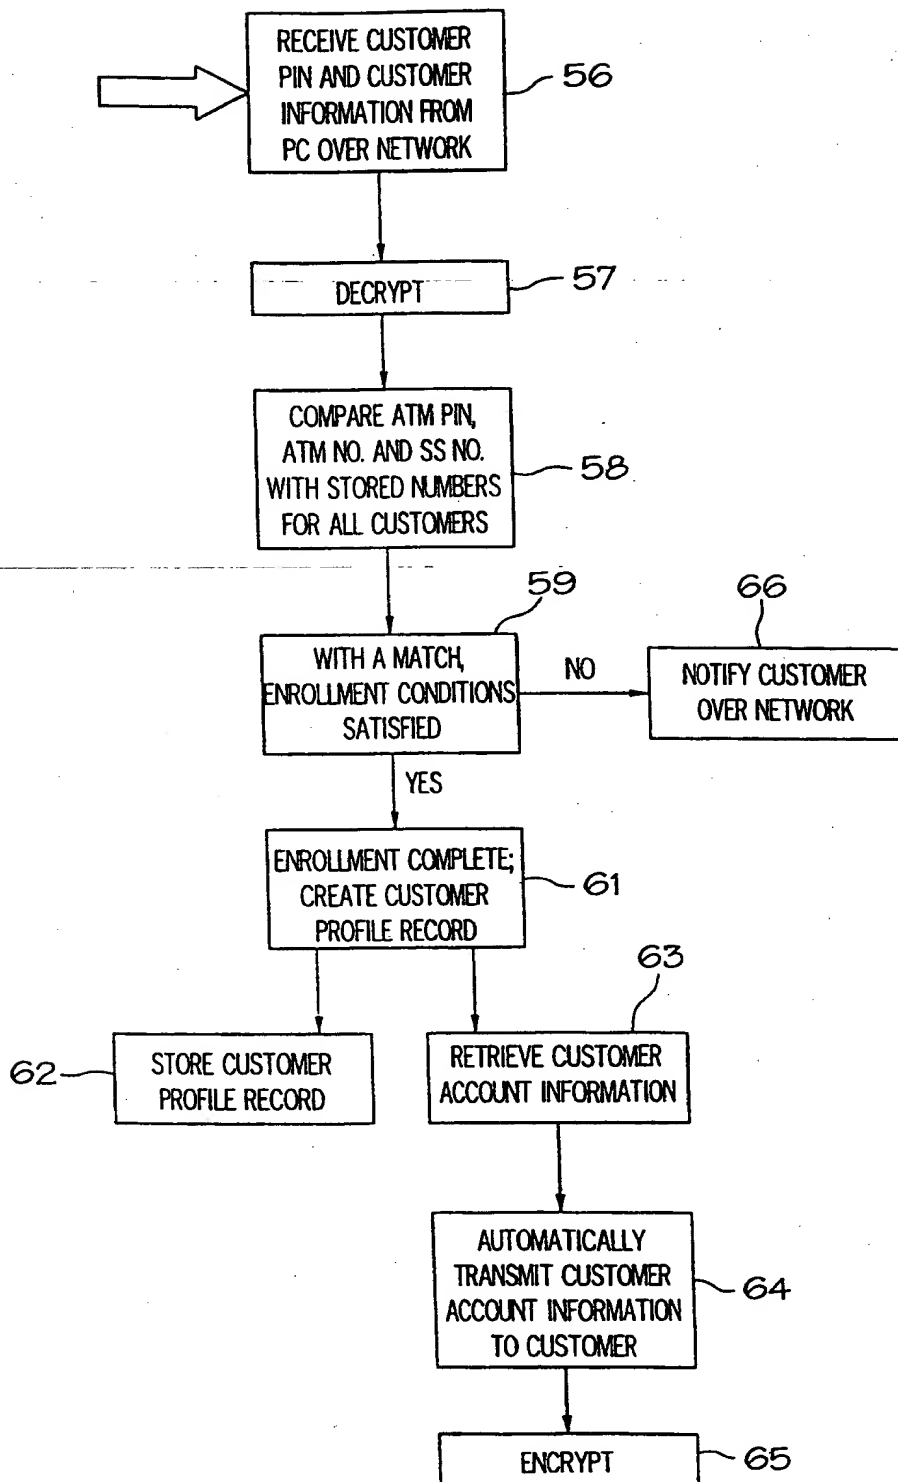 RECEIVE CUSTOMER
PIN AND CUSTOMER
INFORMATION FROM
PC OVER NETWORK
56
DECRYPT
57
COMPARE ATM PIN,
ATM NO. AND SS NO.
WITH STORED NUMBERS
FOR ALL CUSTOMERS
58
59
WITH A MATCH,
ENROLLMENT CONDITIONS
SATISFIED
NO
66
NOTIFY CUSTOMER
OVER NETWORK
YES
ENROLLMENT COMPLETE;
CREATE CUSTOMER
PROFILE RECORD
61
62
STORE CUSTOMER
PROFILE RECORD
63
RETRIEVE CUSTOMER
ACCOUNT INFORMATION
AUTOMATICALLY
TRANSMIT CUSTOMER
ACCOUNT INFORMATION
TO CUSTOMER
64
ENCRYPT
65